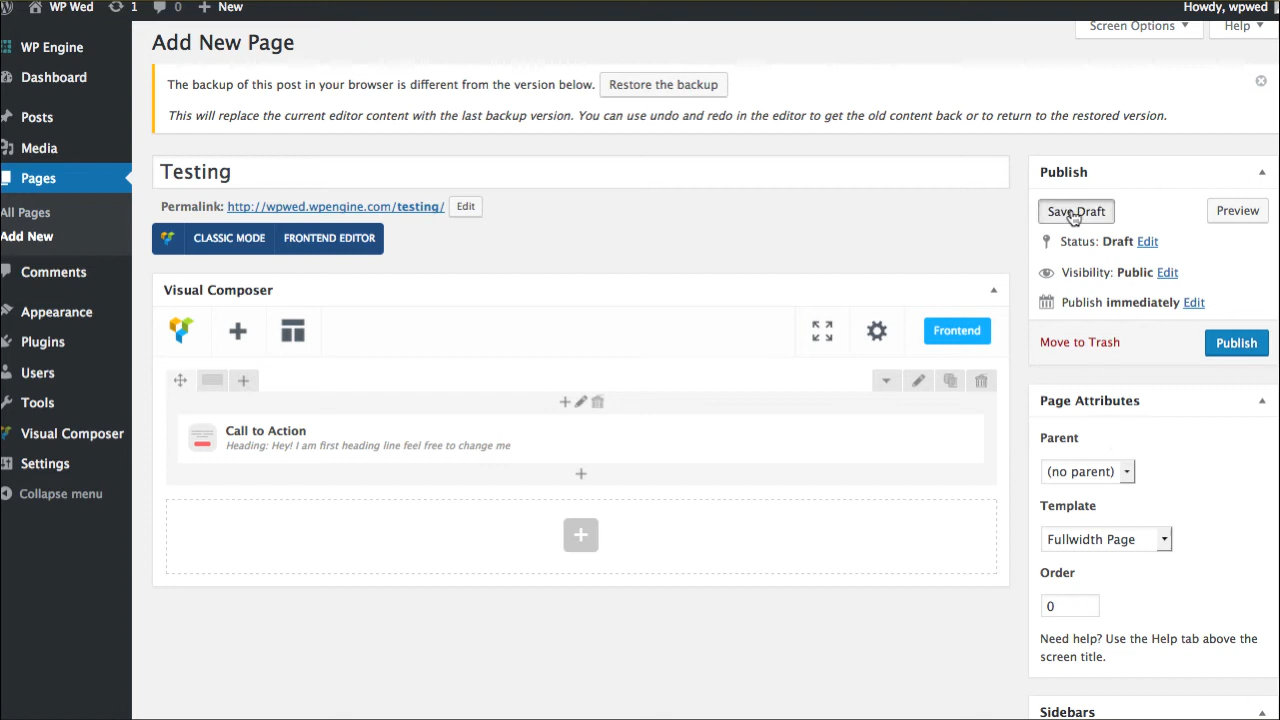 WP Wed 1 0 New Howdy, wpwed
Screen Options Help
WP Engine
Dashboard
Posts
Media
Pages
All Pages
Add New
Comments
Appearance
Plugins
Users
Tools
Visual Composer
Settings
Collapse menu
Add New Page
The backup of this post in your browser is different from the version below. Restore the backup
This will replace the current editor content with the last backup version. You can use undo and redo in the editor to get the old content back or to return to the restored version.
Testing
Permalink: http://wpwed.wpengine.com/testing/ Edit
CLASSIC MODE FRONTEND EDITOR
Visual Composer
Frontend
Call to Action
Heading: Hey! I am first heading line feel free to change me
Publish
Save Draft Preview
Status: Draft Edit
Visibility: Public Edit
Publish immediately Edit
Move to Trash Publish
Page Attributes
Parent
(no parent)
Template
Fullwidth Page
Order
0
Need help? Use the Help tab above the
screen title.
Sidebars